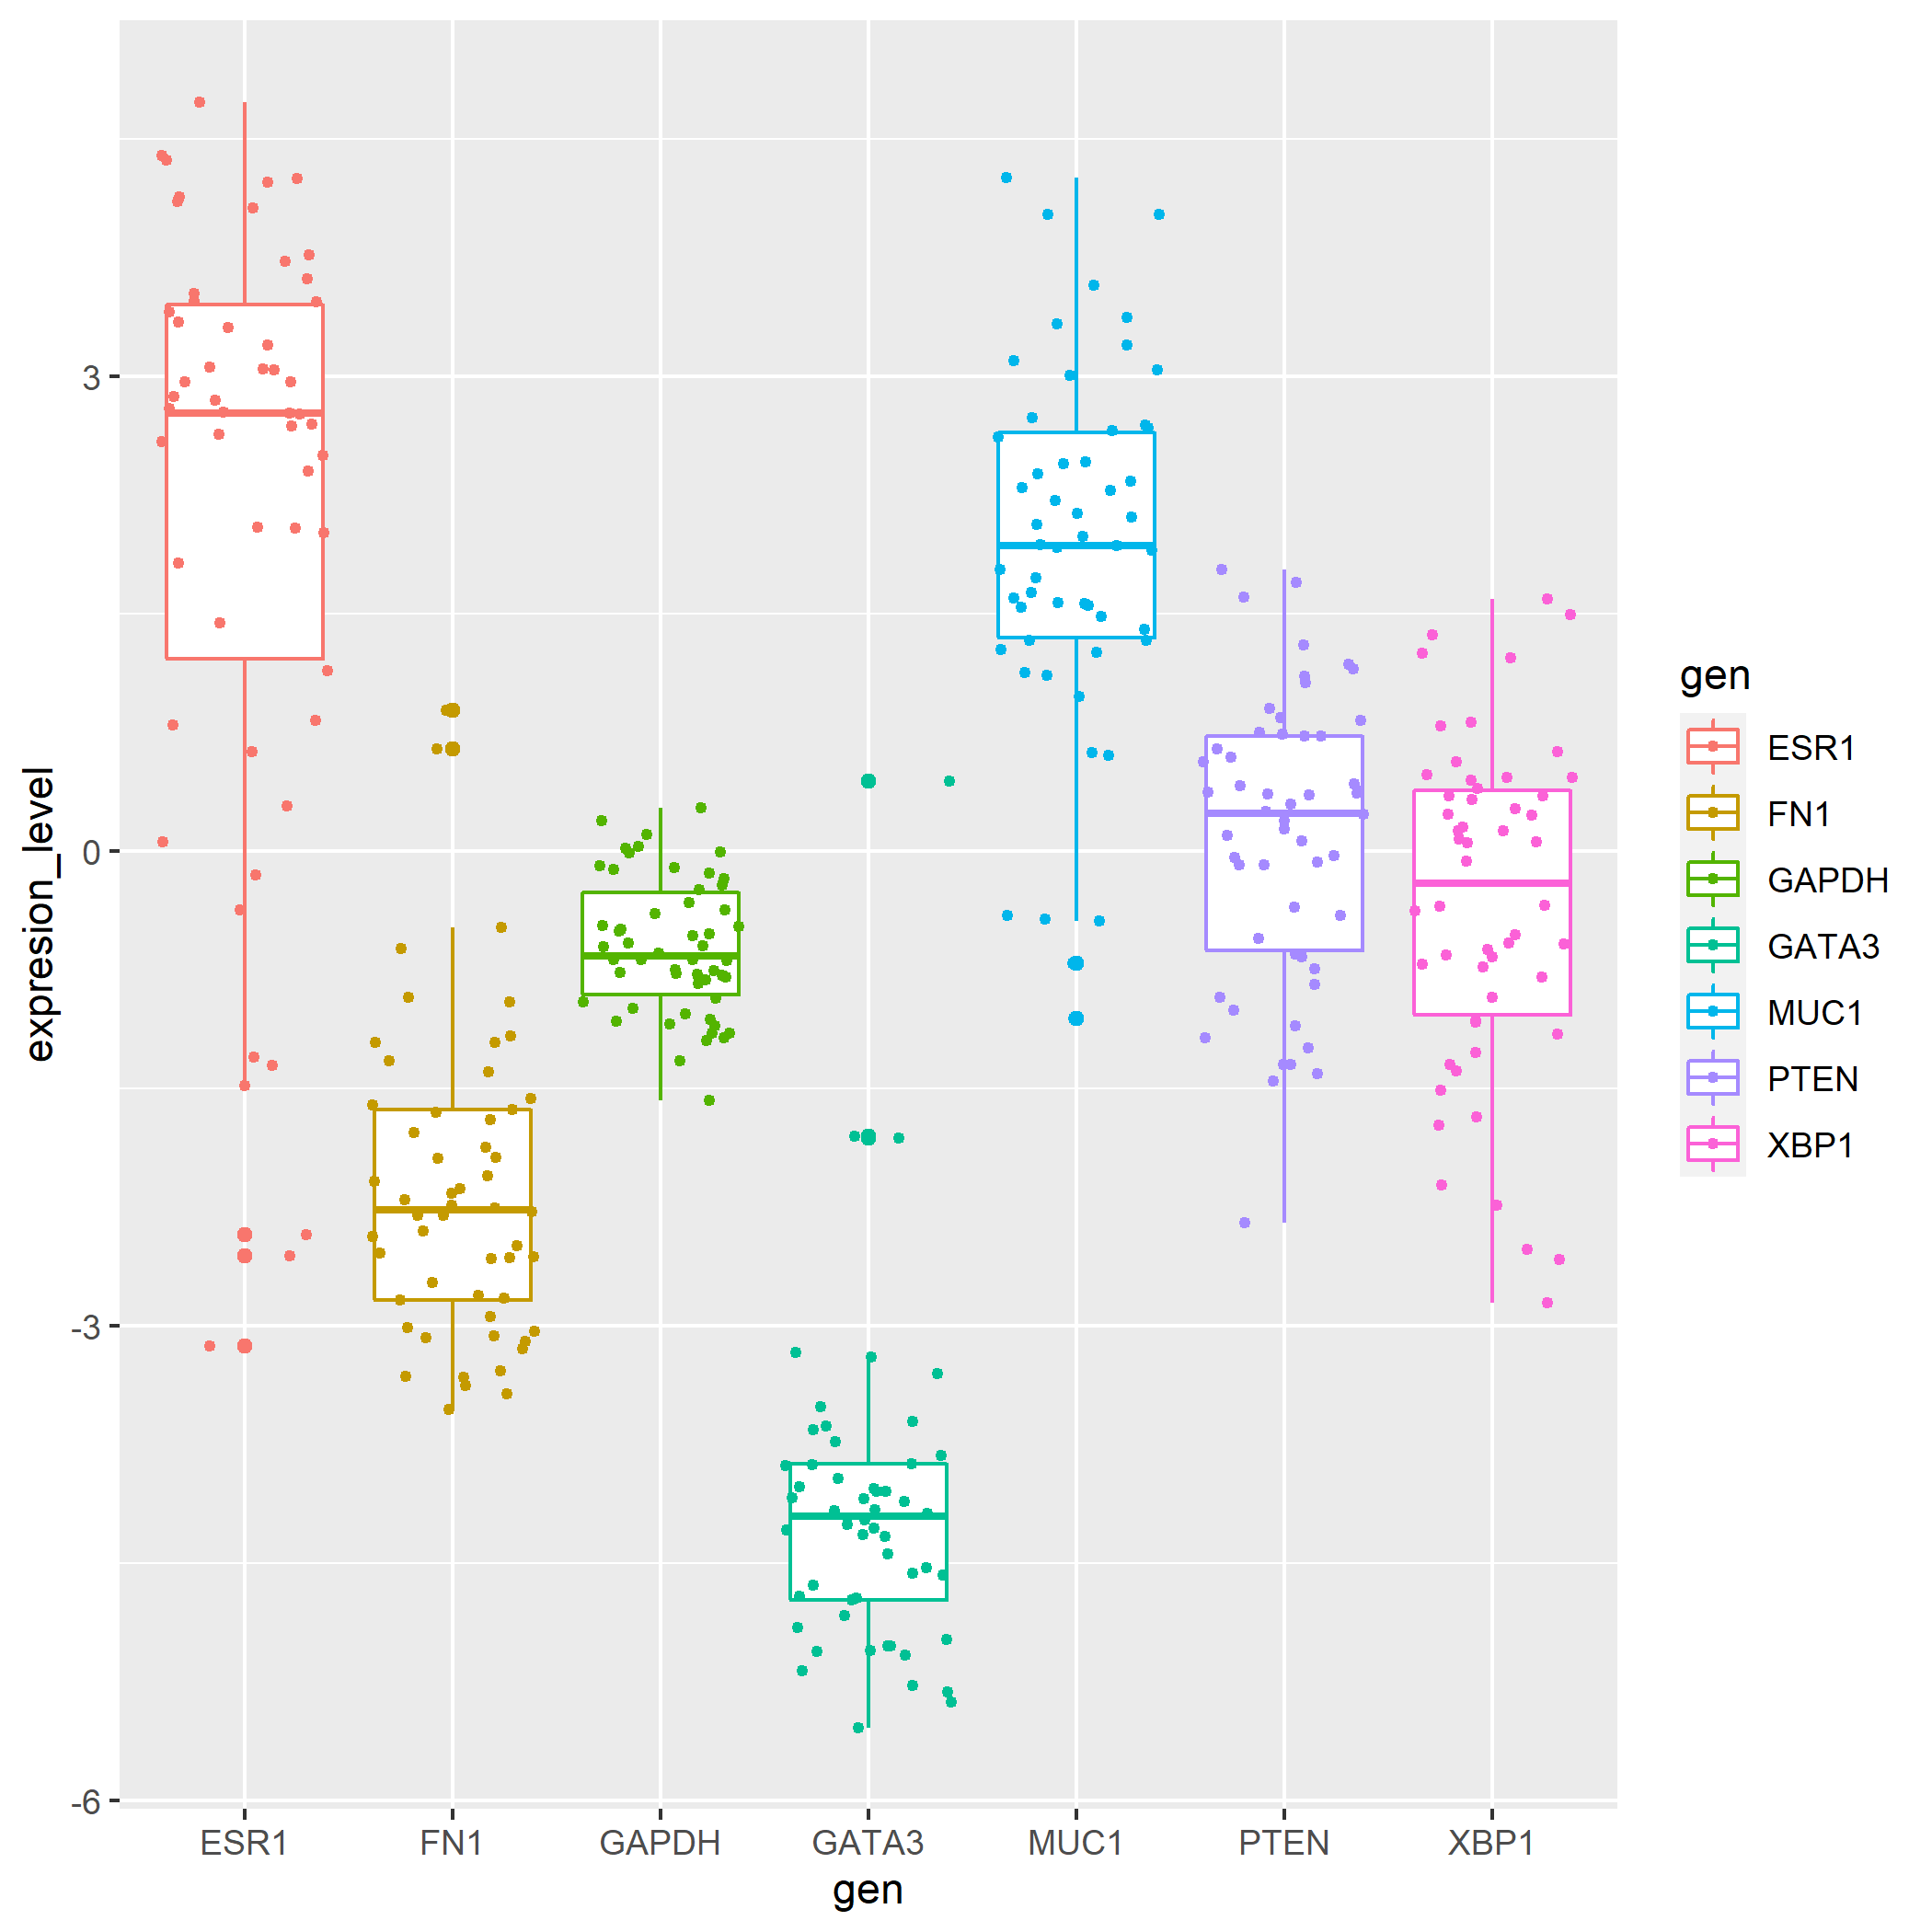 expresion_level
3
0
-3
-6
ESR1 FN1 GAPDH GATA3 MUC1 PTEN XBP1
gen
gen
ESR1
FN1
GAPDH
GATA3
MUC1
PTEN
XBP1